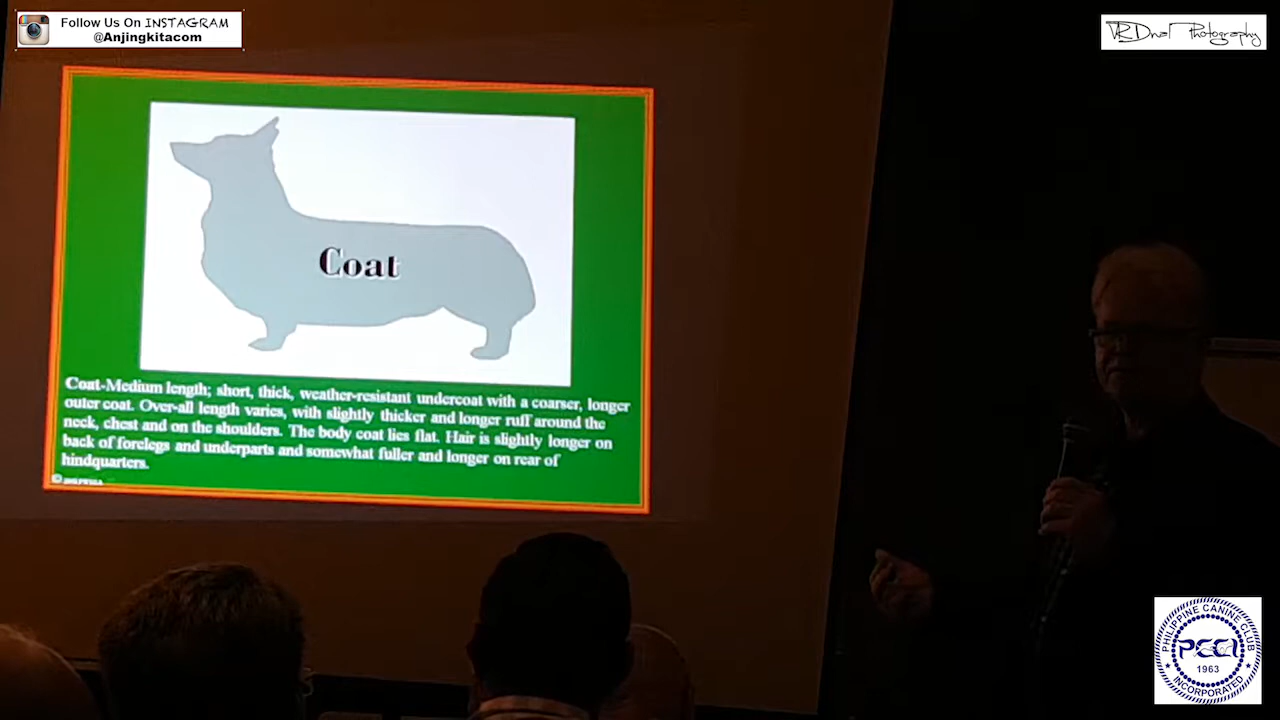 Follow Us On INSTAGRAM
@Anjingkitacom
VRDnal Photography
Coat
Coat-Medium length; short, thick, weather-resistant undercoat with a coarser, longer
outer coat. Over-all length varies, with slightly thicker and longer ruff around the
neck, chest and on the shoulders. The body coat lies flat. Hair is slightly longer on
back of forelegs and underparts and somewhat fuller and longer on rear of
hindquarters.
PHILIPPINE CANINE CLUB
PCCI
1963
INCORPORATED